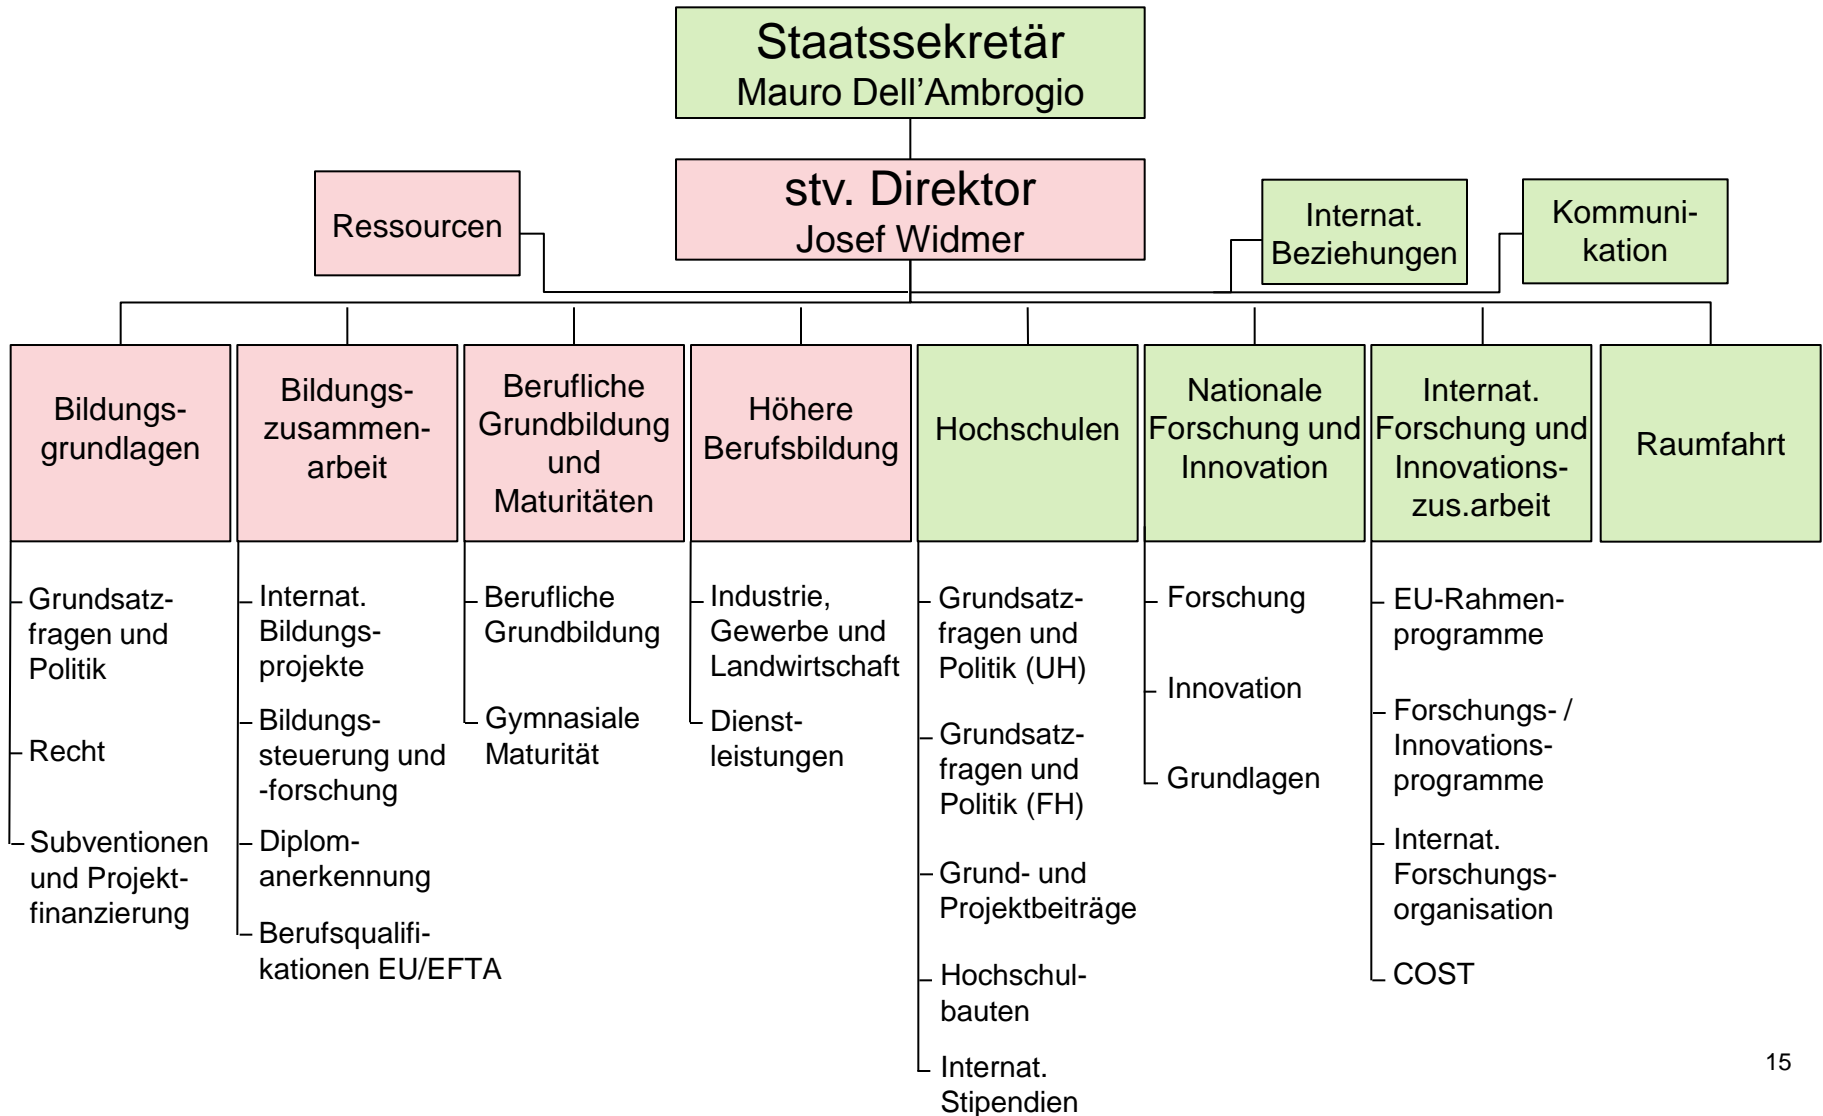 Staatssekretär
Mauro Dell’Ambrogio
stv. Direktor
Josef Widmer
Ressourcen
Internat.
Beziehungen
Kommuni-
kation
Bildungs-
grundlagen
Bildungs-
zusammen-
arbeit
Berufliche
Grundbildung
und
Maturitäten
Höhere
Berufsbildung
Hochschulen
Nationale
Forschung und
Innovation
Internat.
Forschung und
Innovations-
zus.arbeit
Raumfahrt
Grundsatz-
fragen und
Politik
Recht
Subventionen
und Projekt-
finanzierung
Internat.
Bildungs-
projekte
Bildungs-
steuerung und
-forschung
Diplom-
anerkennung
Berufsqualifi-
kationen EU/EFTA
Berufliche
Grundbildung
Gymnasiale
Maturität
Industrie,
Gewerbe und
Landwirtschaft
Dienst-
leistungen
Grundsatz-
fragen und
Politik (UH)
Grundsatz-
fragen und
Politik (FH)
Grund- und
Projektbeiträge
Hochschul-
bauten
Internat.
Stipendien
Forschung
Innovation
Grundlagen
EU-Rahmen-
programme
Forschungs- /
Innovations-
programme
Internat.
Forschungs-
organisation
COST
15